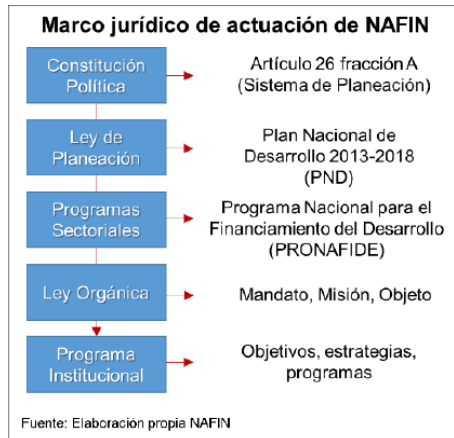 Marco jurídico de actuación de NAFIN
Constitución
Política
Artículo 26 fracción A
(Sistema de Planeación)
Ley de
Planeación
Plan Nacional de
Desarrollo 2013-2018
(PND)
Programas
Sectoriales
Programa Nacional para el
Financiamiento del Desarrollo
(PRONAFIDE)
Ley Orgánica
Mandato, Misión, Objeto
Programa
Institucional
Objetivos, estrategias,
programas
Fuente: Elaboración propia NAFIN